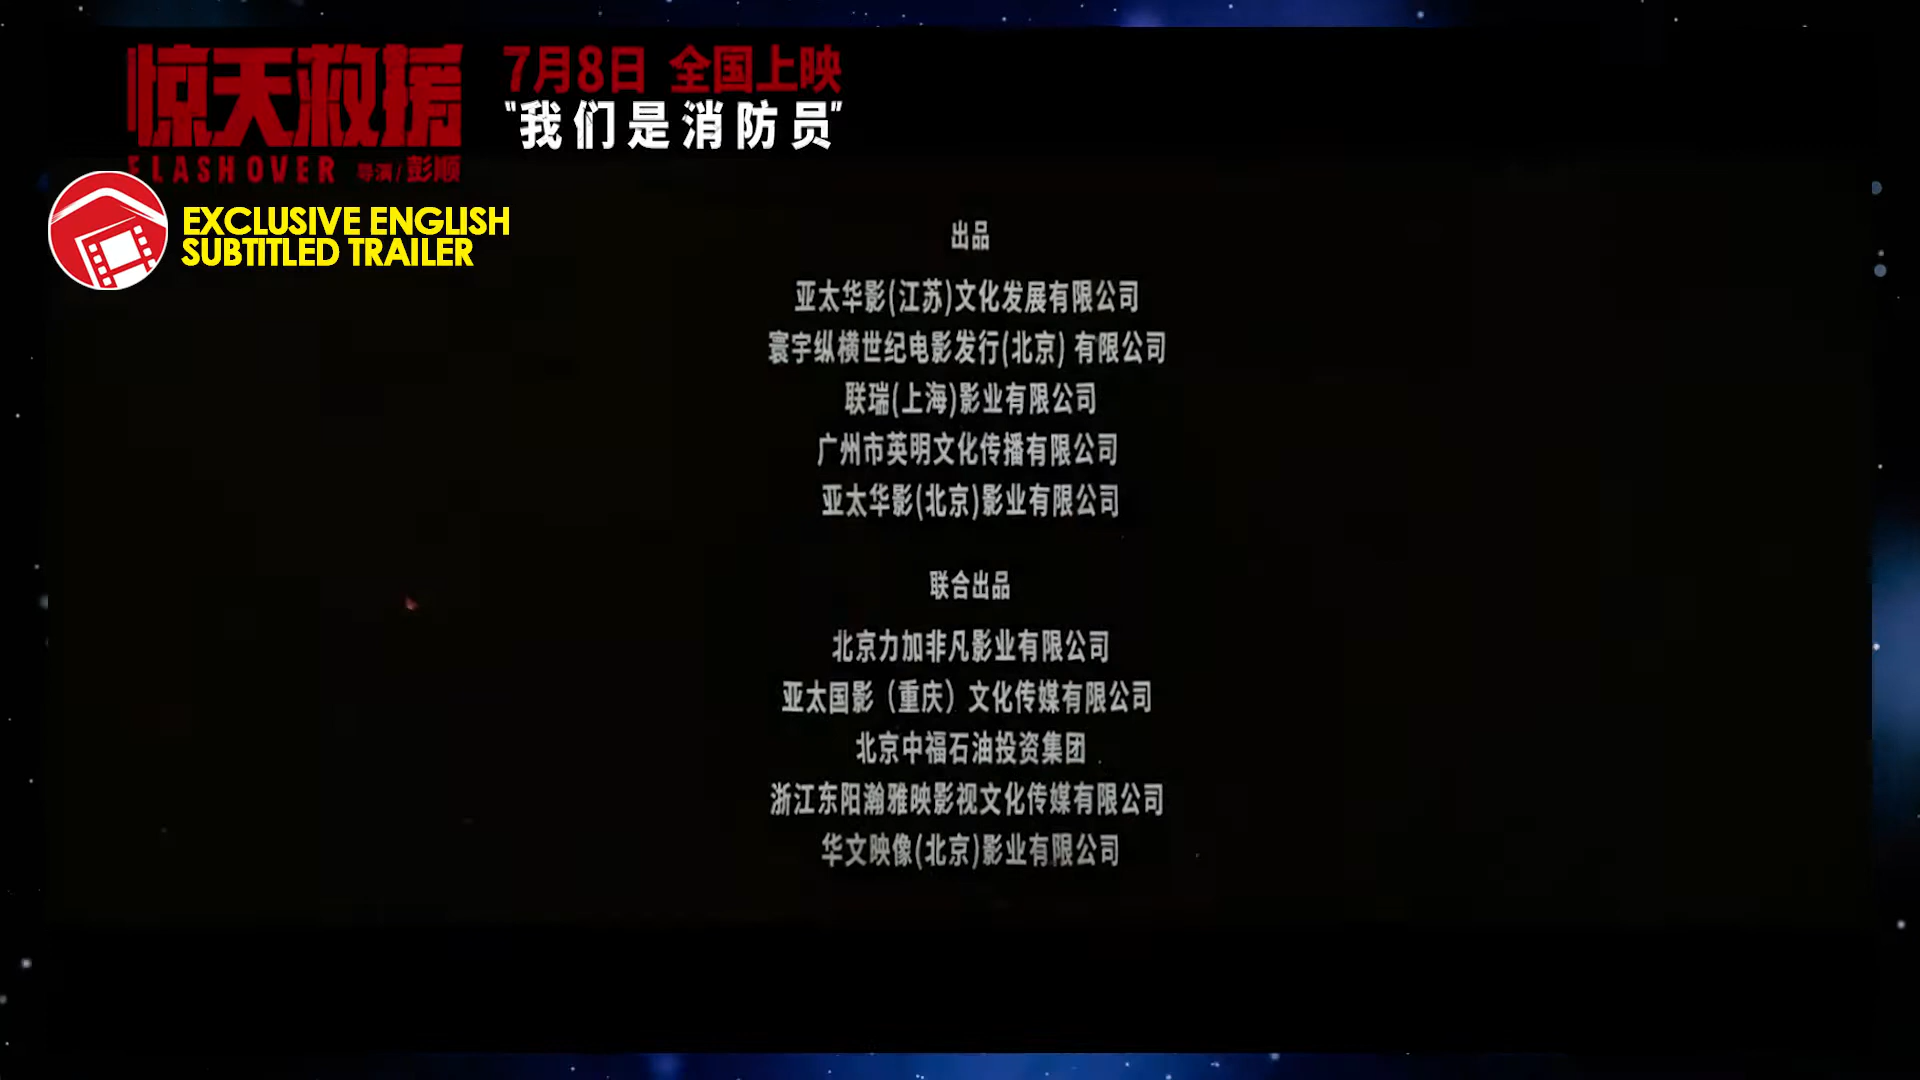 惊天救援
FLASHOVER 导演/彭顺
7月8日 全国上映
“我们是消防员”
EXCLUSIVE ENGLISH
SUBTITLED TRAILER
出品
亚太华影(江苏)文化发展有限公司
寰宇纵横世纪电影发行(北京) 有限公司
联瑞(上海)影业有限公司
广州市英明文化传播有限公司
亚太华影(北京)影业有限公司
联合出品
北京力加非凡影业有限公司
亚太国影（重庆）文化传媒有限公司
北京中福石油投资集团
浙江东阳瀚雅映影视文化传媒有限公司
华文映像(北京)影业有限公司